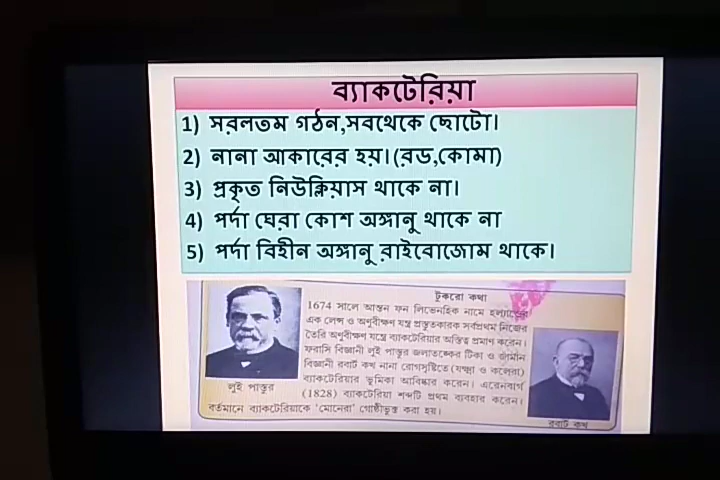 ব্যাকটেরিয়া
1) সরলতম গঠন,সবথেকে ছোটো।
2) নানা আকারের হয়।(রড,কোমা)
3) প্রকৃত নিউক্লিয়াস থাকে না।
4) পর্দা ঘেরা কোশ অঙ্গানু থাকে না
5) পর্দা বিহীন অঙ্গানু রাইবোজোম থাকে।
টুকরো কথা
1674 সালে আন্তন ফন লিভেনহিক নামে হল্যান্ডের
এক লেন্স ও অণুবীক্ষণ যন্ত্র প্রস্তুতকারক সর্বপ্রথম নিজের
তৈরি অণুবীক্ষণ যন্ত্রে ব্যাকটেরিয়ার অস্তিত্ব প্রমাণ করেন।
ফরাসি বিজ্ঞানী লুই পাস্তুর জলাতঙ্কের টিকা ও জার্মান
বিজ্ঞানী রবার্ট কখ নানা রোগসৃষ্টিতে (যক্ষ্মা ও কলেরা)
ব্যাকটেরিয়ার ভূমিকা আবিষ্কার করেন। এরেনবার্গ
(1828) ব্যাকটেরিয়া শব্দটি প্রথম ব্যবহার করেন।
বর্তমানে ব্যাকটেরিয়াকে 'মোনেরা' গোষ্ঠীভুক্ত করা হয়।
লুই পাস্তুর
রবার্ট কখ